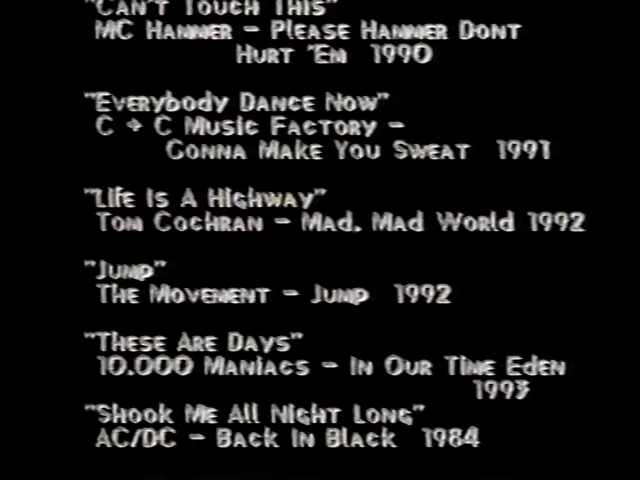 "Can't Touch This"
MC Hammer – Please Hammer Dont
Hurt 'Em 1990
"Everybody Dance Now"
C + C Music Factory –
Gonna Make You Sweat 1991
"Life Is A Highway"
Tom Cochran – Mad. Mad World 1992
"Jump"
The Movement – Jump 1992
"These Are Days"
10.000 Maniacs – In Our Time Eden
1993
"Shook Me All Night Long"
AC/DC – Back In Black 1984